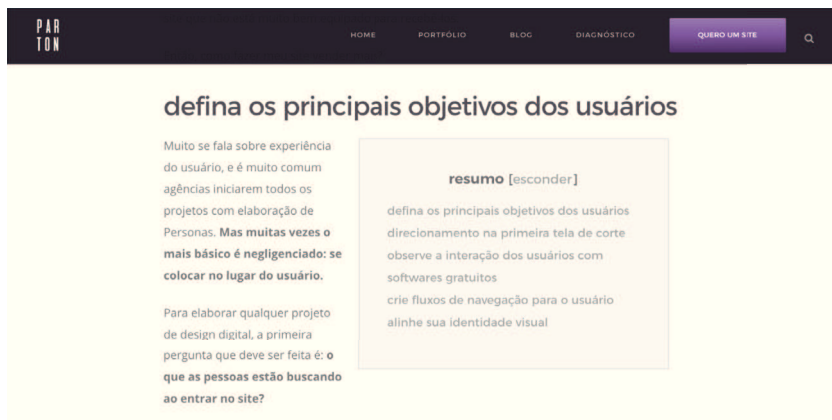 PAR
TON
HOME PORTFÓLIO BLOG DIAGNÓSTICO QUERO UM SITE
defina os principais objetivos dos usuários
Muito se fala sobre experiência
do usuário, e é muito comum
agências iniciarem todos os
projetos com elaboração de
Personas. Mas muitas vezes o
mais básico é negligenciado: se
colocar no lugar do usuário.
Para elaborar qualquer projeto
de design digital, a primeira
pergunta que deve ser feita é: o
que as pessoas estão buscando
ao entrar no site?
resumo [esconder]
defina os principais objetivos dos usuários
direcionamento na primeira tela de corte
observe a interação dos usuários com
softwares gratuitos
crie fluxos de navegação para o usuário
alinhe sua identidade visual